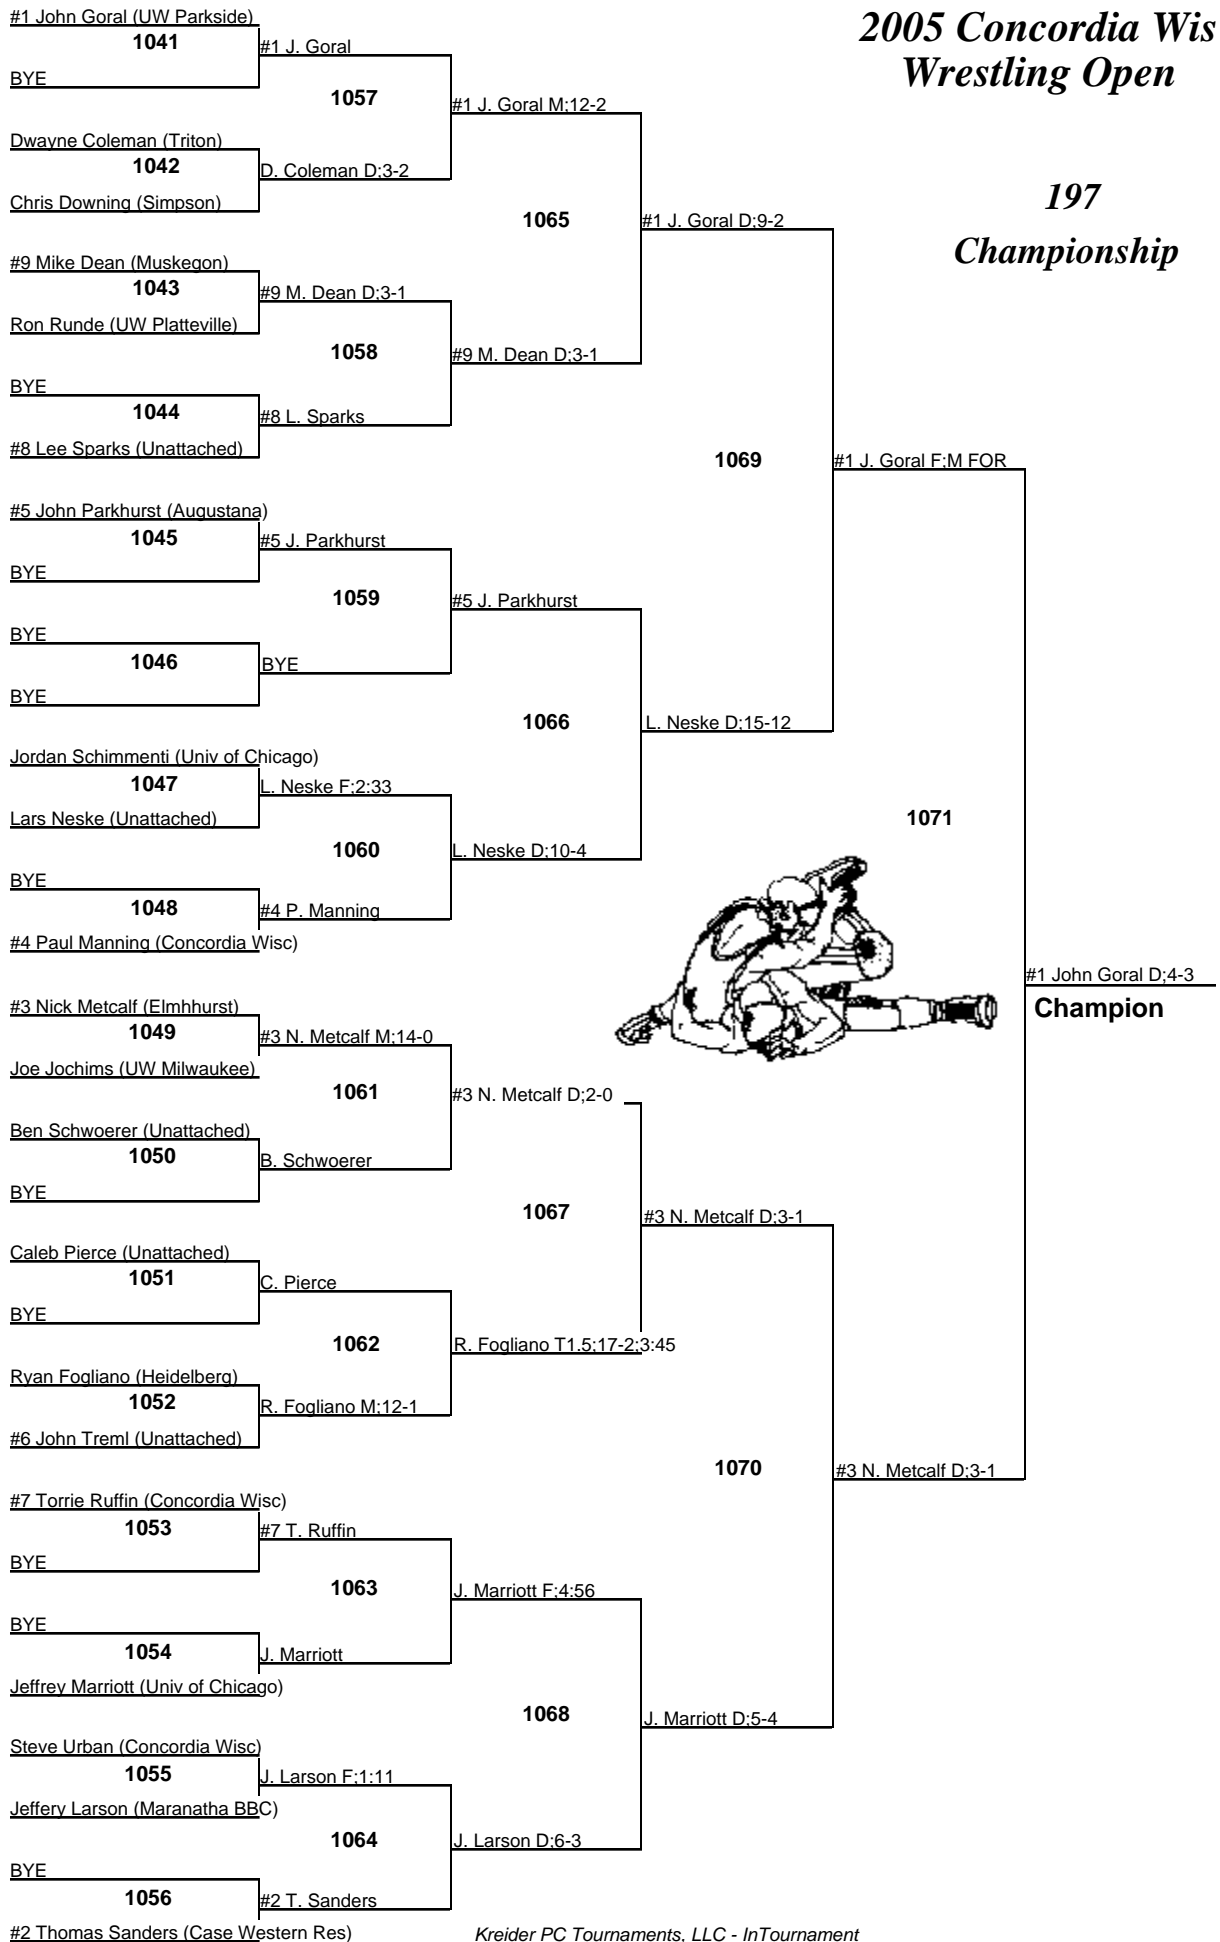 2005 Concordia Wis
Wrestling Open
197
Championship
#1 John Goral (UW Parkside)
1041
BYE
#1 J. Goral
1057
Dwayne Coleman (Triton)
1042
Chris Downing (Simpson)
D. Coleman D;3-2
#1 J. Goral M;12-2
1065
#9 Mike Dean (Muskegon)
1043
Ron Runde (UW Platteville)
#9 M. Dean D;3-1
1058
BYE
1044
#8 Lee Sparks (Unattached)
#8 L. Sparks
#9 M. Dean D;3-1
#1 J. Goral D;9-2
1069
#5 John Parkhurst (Augustana)
1045
BYE
#5 J. Parkhurst
1059
BYE
1046
BYE
BYE
#5 J. Parkhurst
1066
Jordan Schimmenti (Univ of Chicago)
1047
Lars Neske (Unattached)
L. Neske F;2:33
1060
BYE
1048
#4 Paul Manning (Concordia Wisc)
#4 P. Manning
L. Neske D;10-4
L. Neske D;15-12
#1 J. Goral F;M FOR
1071
#1 John Goral D;4-3
Champion
#3 Nick Metcalf (Elmhhurst)
1049
Joe Jochims (UW Milwaukee)
#3 N. Metcalf M;14-0
1061
Ben Schwoerer (Unattached)
1050
BYE
B. Schwoerer
#3 N. Metcalf D;2-0
1067
Caleb Pierce (Unattached)
1051
BYE
C. Pierce
1062
Ryan Fogliano (Heidelberg)
1052
#6 John Treml (Unattached)
R. Fogliano M;12-1
R. Fogliano T1.5;17-2;3:45
#3 N. Metcalf D;3-1
1070
#3 N. Metcalf D;3-1
#7 Torrie Ruffin (Concordia Wisc)
1053
BYE
#7 T. Ruffin
1063
BYE
1054
Jeffrey Marriott (Univ of Chicago)
J. Marriott
J. Marriott F;4:56
1068
J. Marriott D;5-4
Steve Urban (Concordia Wisc)
1055
Jeffery Larson (Maranatha BBC)
J. Larson F;1:11
1064
BYE
1056
#2 Thomas Sanders (Case Western Res)
#2 T. Sanders
J. Larson D;6-3
Kreider PC Tournaments, LLC - InTournament